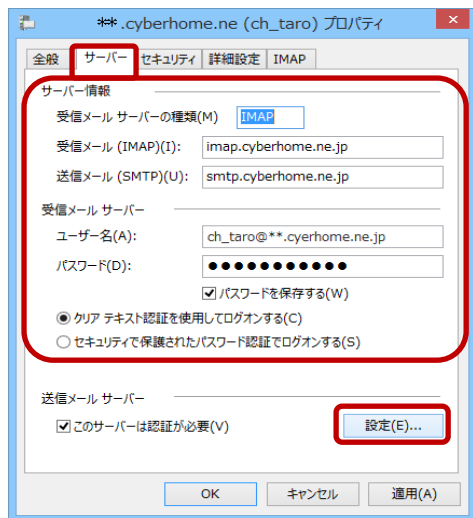 **.cyberhome.ne (ch_taro) プロパティ
全般 サーバー セキュリティ 詳細設定 IMAP
サーバー情報
受信メール サーバーの種類(M) IMAP
受信メール (IMAP)(I): imap.cyberhome.ne.jp
送信メール (SMTP)(U): smtp.cyberhome.ne.jp
受信メール サーバー
ユーザー名(A): ch_taro@**.cyerhome.ne.jp
パスワード(D): ●●●●●●●●●●●
パスワードを保存する(W)
クリア テキスト認証を使用してログオンする(C)
セキュリティで保護されたパスワード認証でログオンする(S)
送信メール サーバー
このサーバーは認証が必要(V) 設定(E)...
OK キャンセル 適用(A)